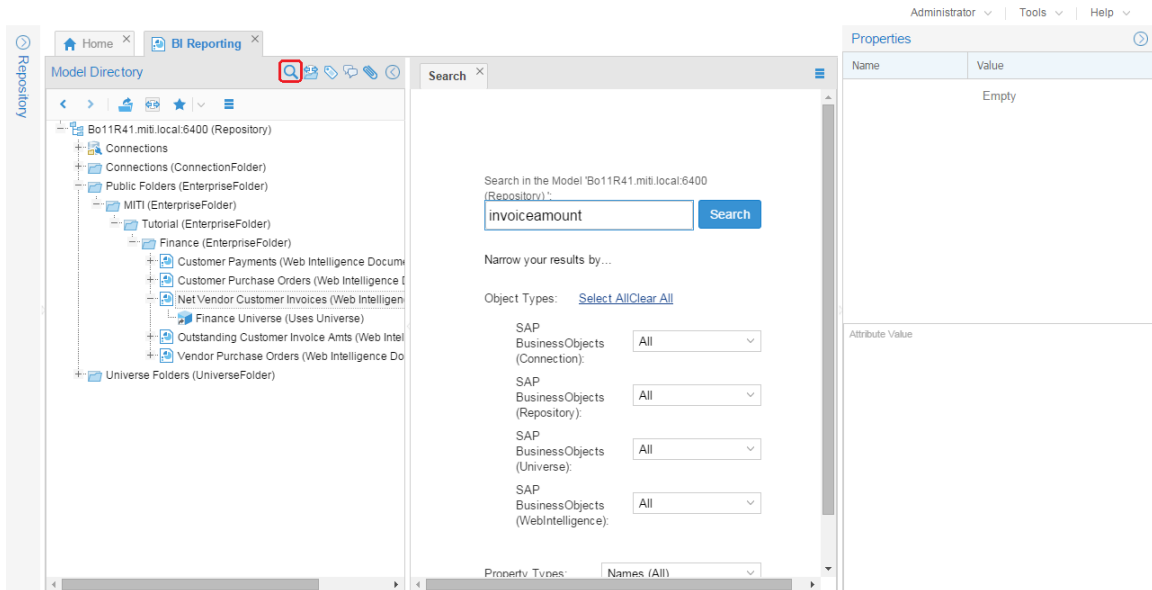 Administrator
Tools
Help
Repository
Home
BI Reporting
Model Directory
Bo11R41.miti.local:6400 (Repository)
Connections
Connections (ConnectionFolder)
Public Folders (EnterpriseFolder)
MITI (EnterpriseFolder)
Tutorial (EnterpriseFolder)
Finance (EnterpriseFolder)
Customer Payments (Web Intelligence Docume
Customer Purchase Orders (Web Intelligence D
Net Vendor Customer Invoices (Web Intelligen
Finance Universe (Uses Universe)
Outstanding Customer Invoice Amts (Web Intel
Vendor Purchase Orders (Web Intelligence Do
Universe Folders (UniverseFolder)
Search
Search in the Model 'Bo11R41.miti.local:6400
(Repository) ':
invoiceamount
Search
Narrow your results by...
Object Types: Select AllClear All
SAP
BusinessObjects
(Connection):
All
SAP
BusinessObjects
(Repository):
All
SAP
BusinessObjects
(Universe):
All
SAP
BusinessObjects
(WebIntelligence):
All
Property Types: Names (All)
Properties
Name Value
Empty
Attribute Value